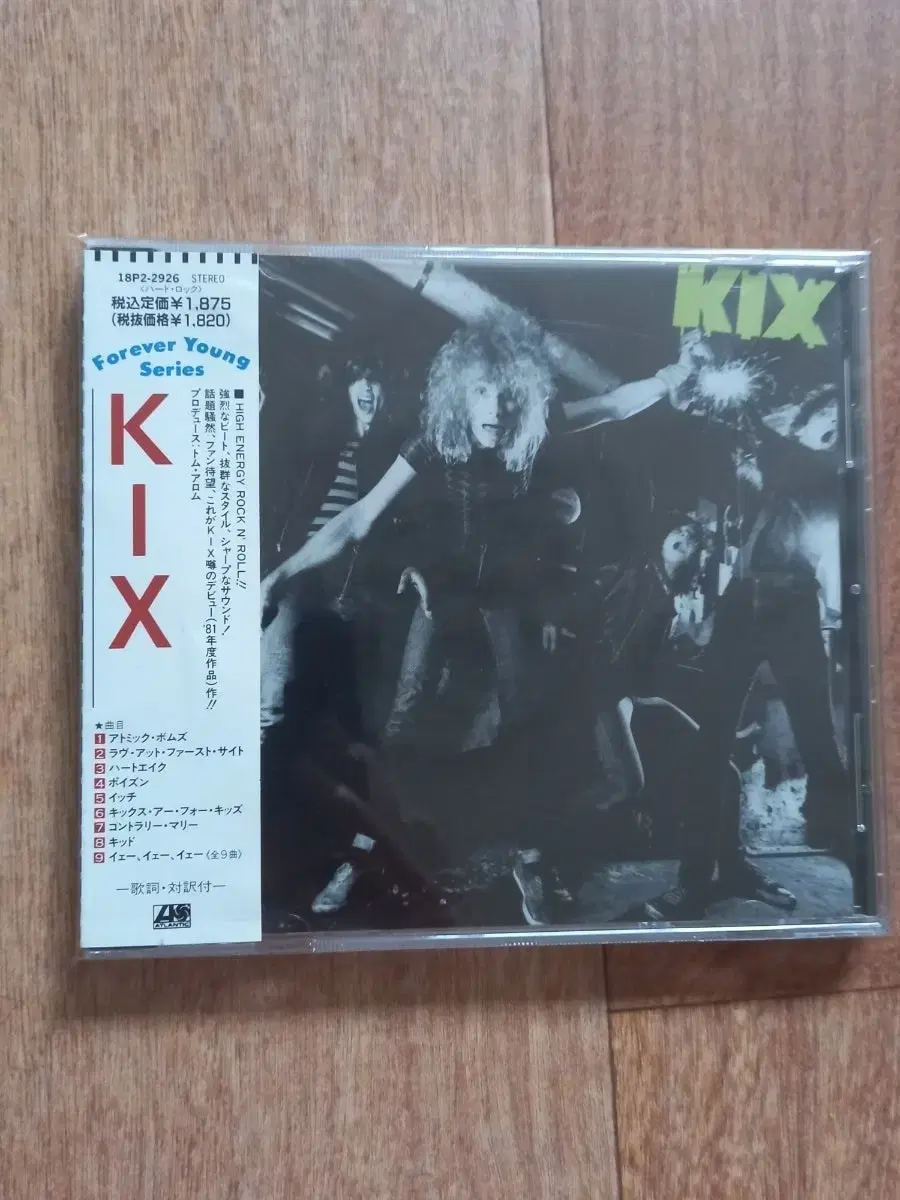 18P2-2926 STEREO
〈ハード・ロック〉
税込定価¥1,875
(税抜価格¥1,820)
Forever Young
Series
KIX
■ HIGH ENERGY ROCK N' ROLL!!
強烈なビート、抜群なスタイル、シャープなサウンド!
話題騒然、ファン待望、これがKIX噂のデビュー('81年度作品)作!!
プロデュース:トム・アロム
★曲目
1 アトミック・ボムズ
2 ラヴ・アット・ファースト・サイト
3 ハートエイク
4 ポイズン
5 イッチ
6 キックス・アー・フォー・キッズ
7 コントラリー・マリー
8 キッド
9 イェー、イェー、イェー〈全9曲〉
—歌詞・対訳付—
ATLANTIC
KIX